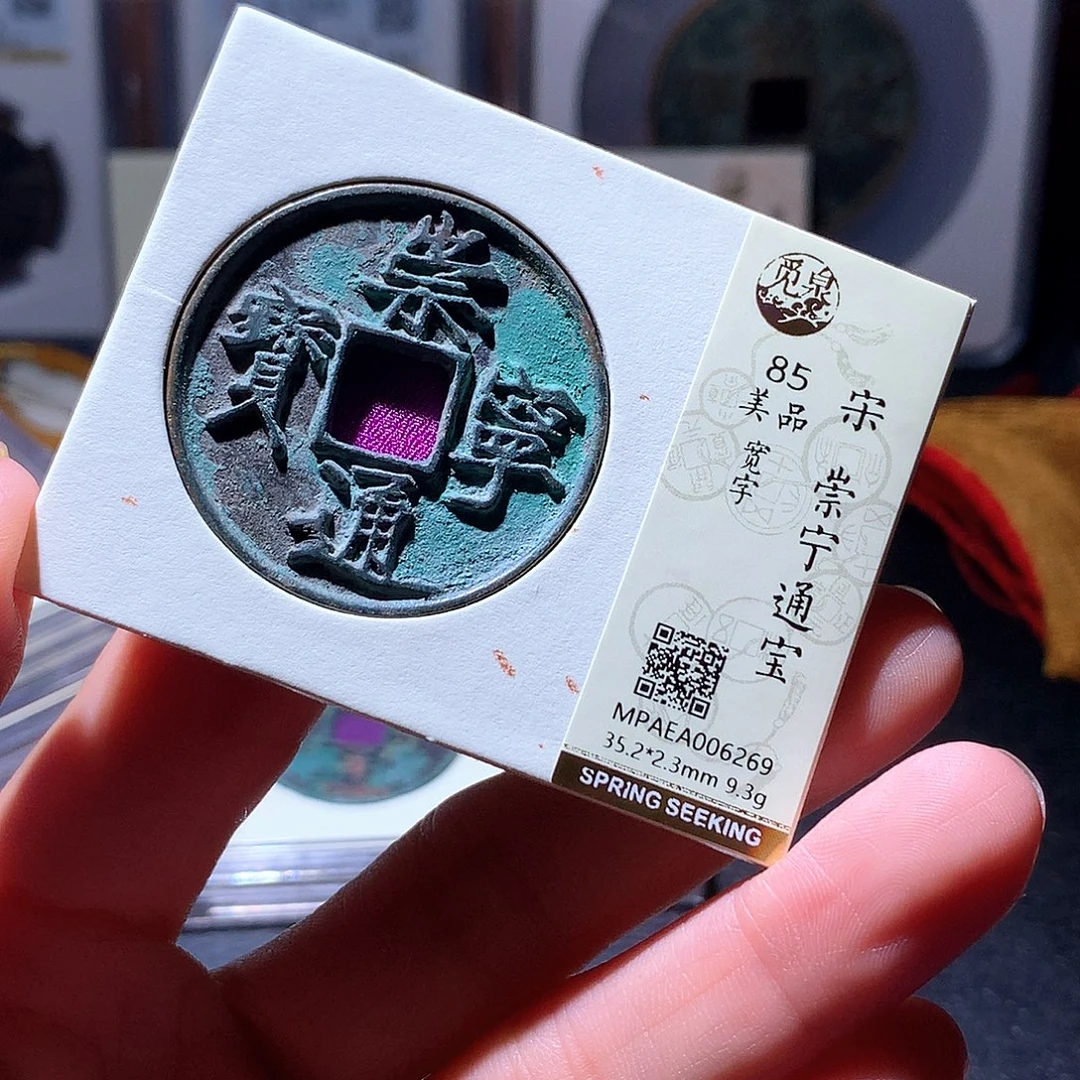 崇寧通寳
觅泉
85
美品
宽字
宋 崇宁通宝
MPAEA006269
35.2*2.3mm 9.3g
SPRING SEEKING